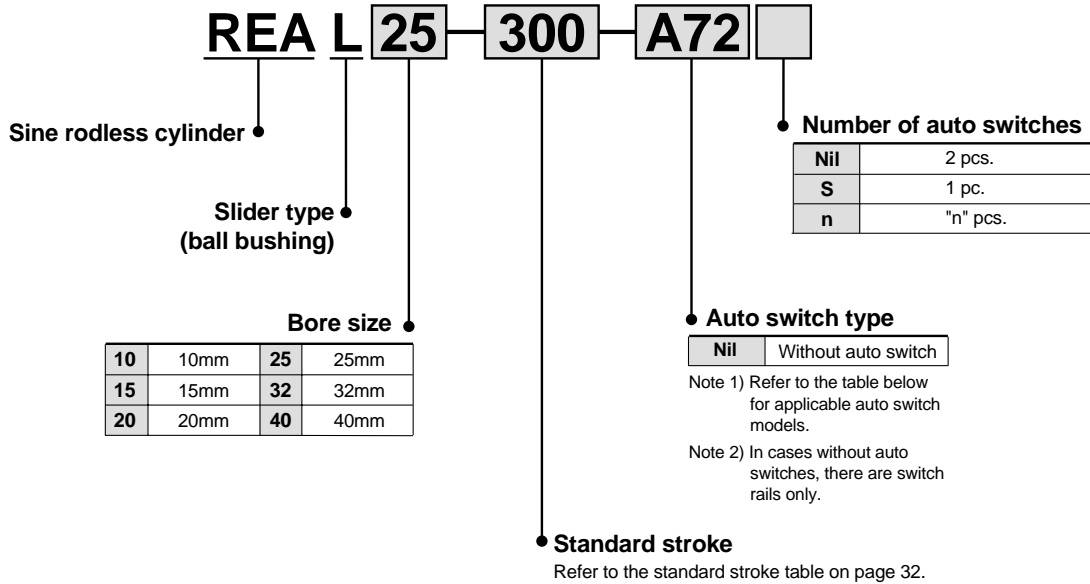 REA L 25 300 A72
Sine rodless cylinder
Number of auto switches
Nil 2 pcs.
S 1 pc.
n "n" pcs.
Slider type
(ball bushing)
Bore size
10 10mm 25 25mm
15 15mm 32 32mm
20 20mm 40 40mm
Auto switch type
Nil Without auto switch
Note 1) Refer to the table below
for applicable auto switch
models.
Note 2) In cases without auto
switches, there are switch
rails only.
Standard stroke
Refer to the standard stroke table on page 32.